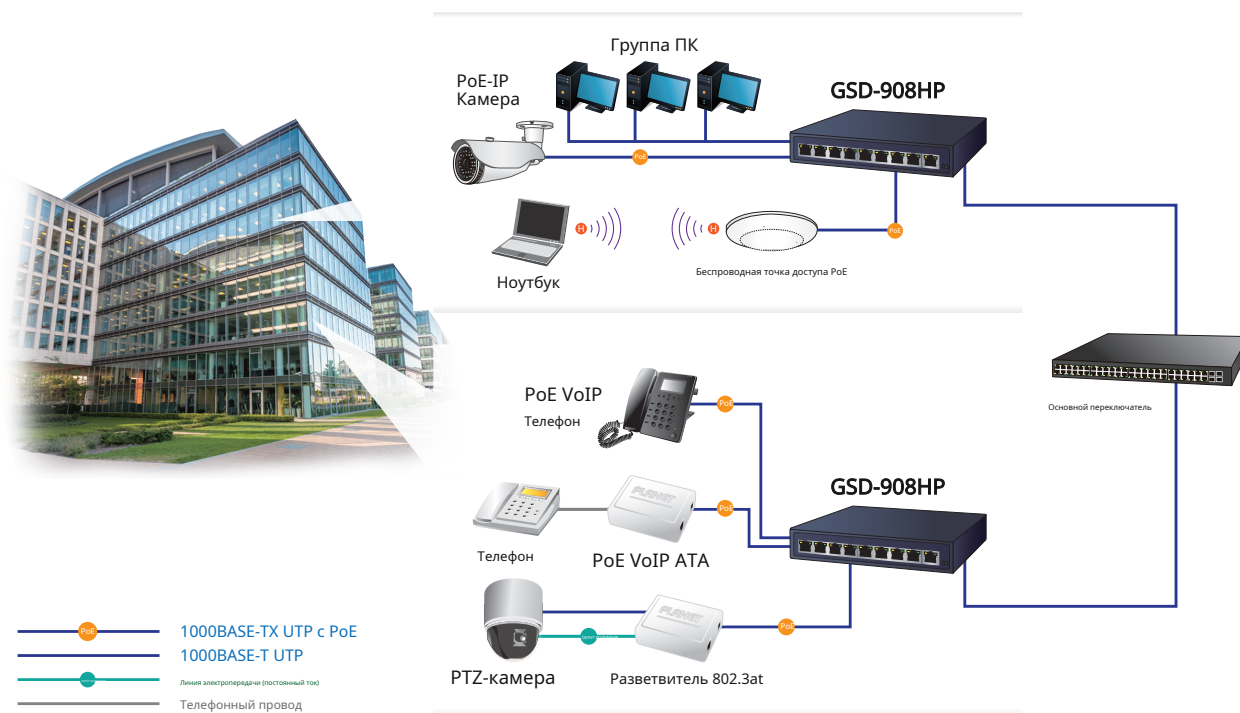 Группа ПК
PoE-IP
Камера
GSD-908HP
PoE
H
H
PoE
Ноутбук
Беспроводная точка доступа PoE
Основной переключатель
PoE VoIP
Телефон
PoE
GSD-908HP
PLANET
PoE
Телефон
PoE VoIP ATA
PLANET
PoE
PTZ-камера
Разветвитель 802.3at
PoE
1000BASE-TX UTP с PoE
1000BASE-T UTP
Линия электропередачи (постоянный ток)
Телефонный провод